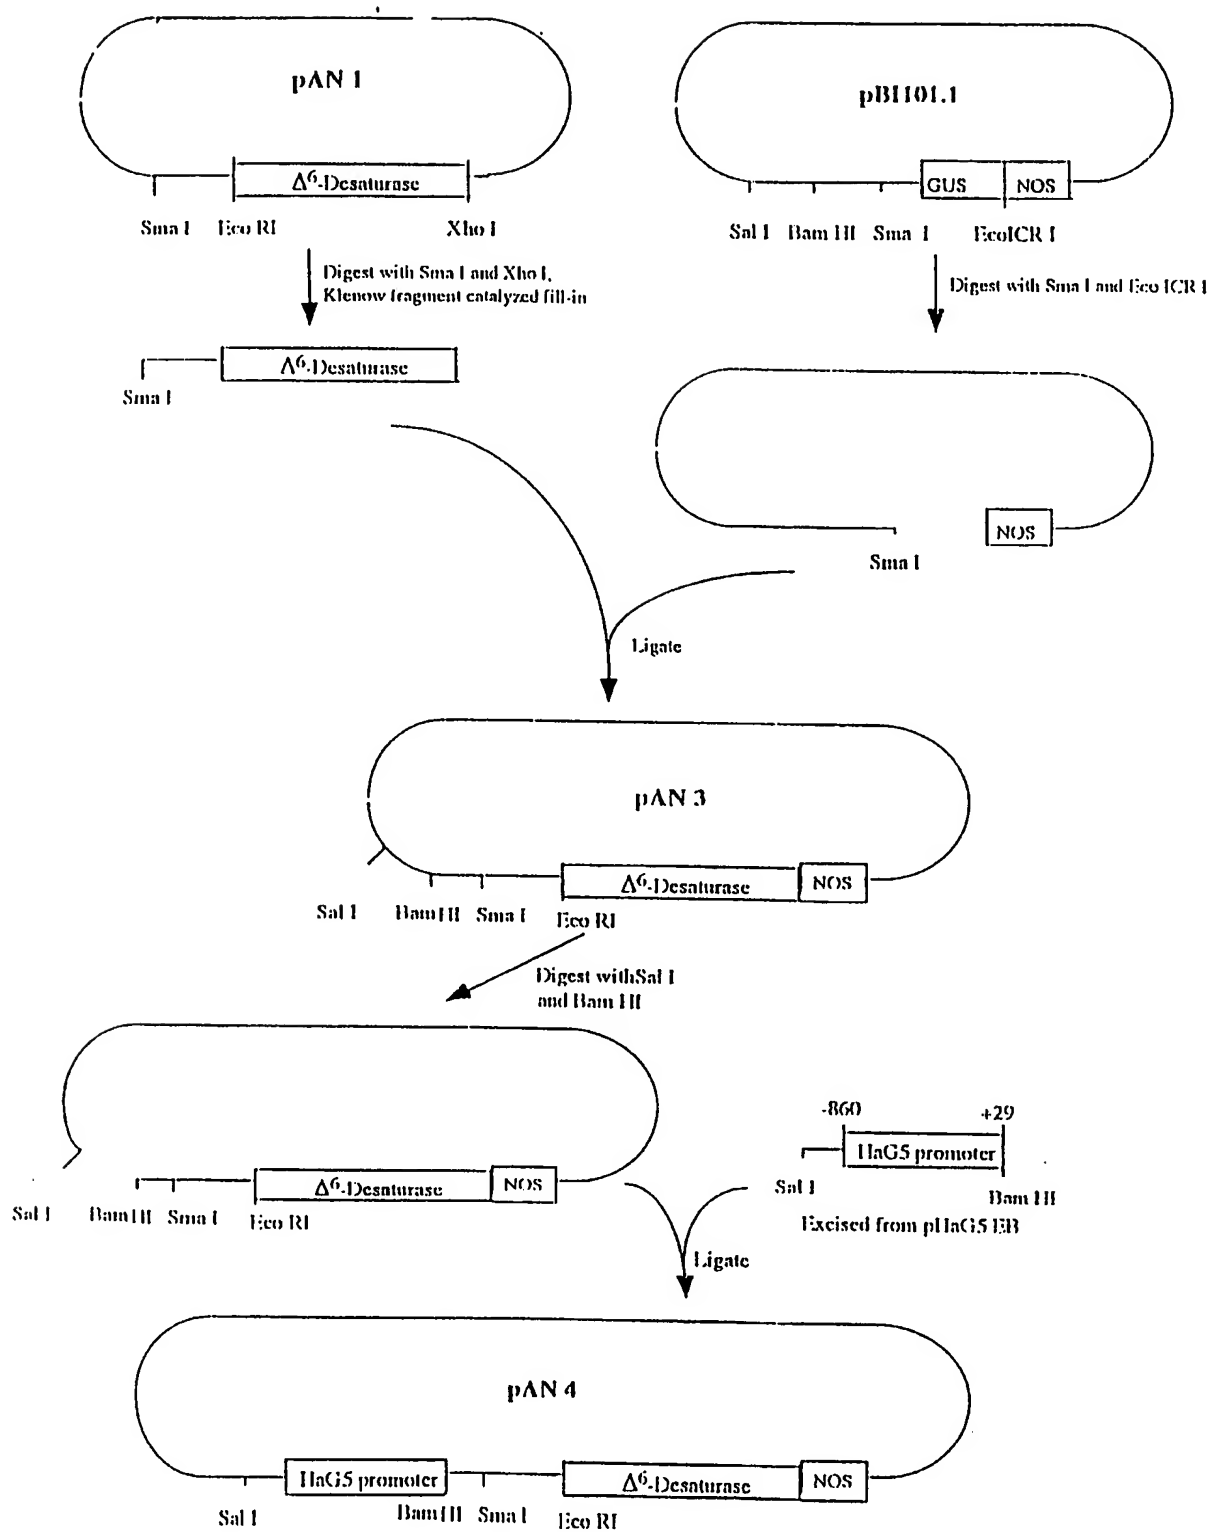 pAN 1
pBI101.1
Δ6-Desaturase
GUS
NOS
Sma I
Eco RI
Xho I
Sal I
Bam HI
Sma I
EcoICR I
Digest with Sma I and Xho I,
Klenow fragment catalyzed fill-in
Digest with Sma I and Eco ICR I
Δ6-Desaturase
Sma I
NOS
Sma I
Ligate
pAN 3
Δ6-Desaturase
NOS
Sal I
Bam HI
Sma I
Eco RI
Digest with Sal I
and Bam HI
-860
+29
HaG5 promoter
Sal I
Bam HI
Excised from pHaG5 EB
Δ6-Desaturase
NOS
Sal I
Bam HI
Sma I
Eco RI
Ligate
pAN 4
HaG5 promoter
Δ6-Desaturase
NOS
Sal I
Bam HI
Sma I
Eco RI